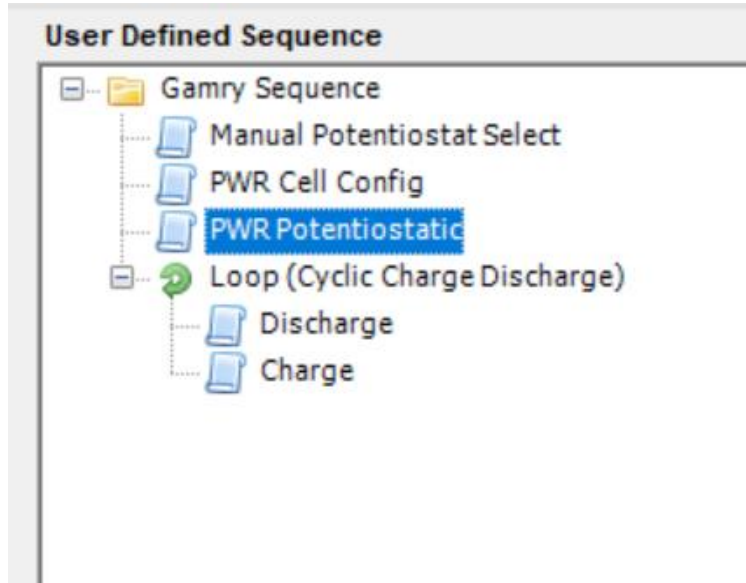 User Defined Sequence
Gamry Sequence
Manual Potentiostat Select
PWR Cell Config
PWR Potentiostatic
Loop (Cyclic Charge Discharge)
Discharge
Charge